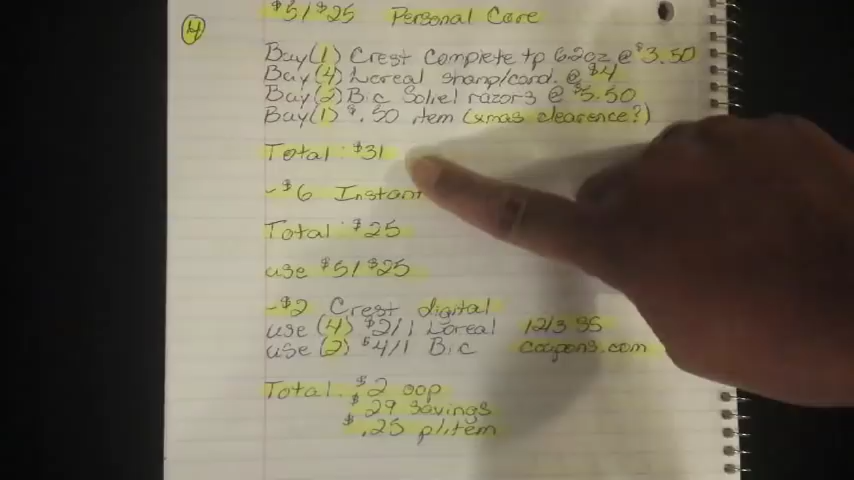 4
$5/$25 Personal Care
Buy(1) Crest Complete tp 6.2oz @ $3.50
Buy (4) Loreal shamp/cond. @ $4
Buy(2) Bic Soliel razors @ $5.50
Buy(1) $.50 item (xmas clearence?)
Total: $31
-$6 Instant
Total: $25
use $5/$25
-$2 Crest digital
use (4) $2/1 Loreal 12/3 SS
use (2) $4/1 Bic coupons.com
Total: $2 oop
$29 savings
$.25 p/item